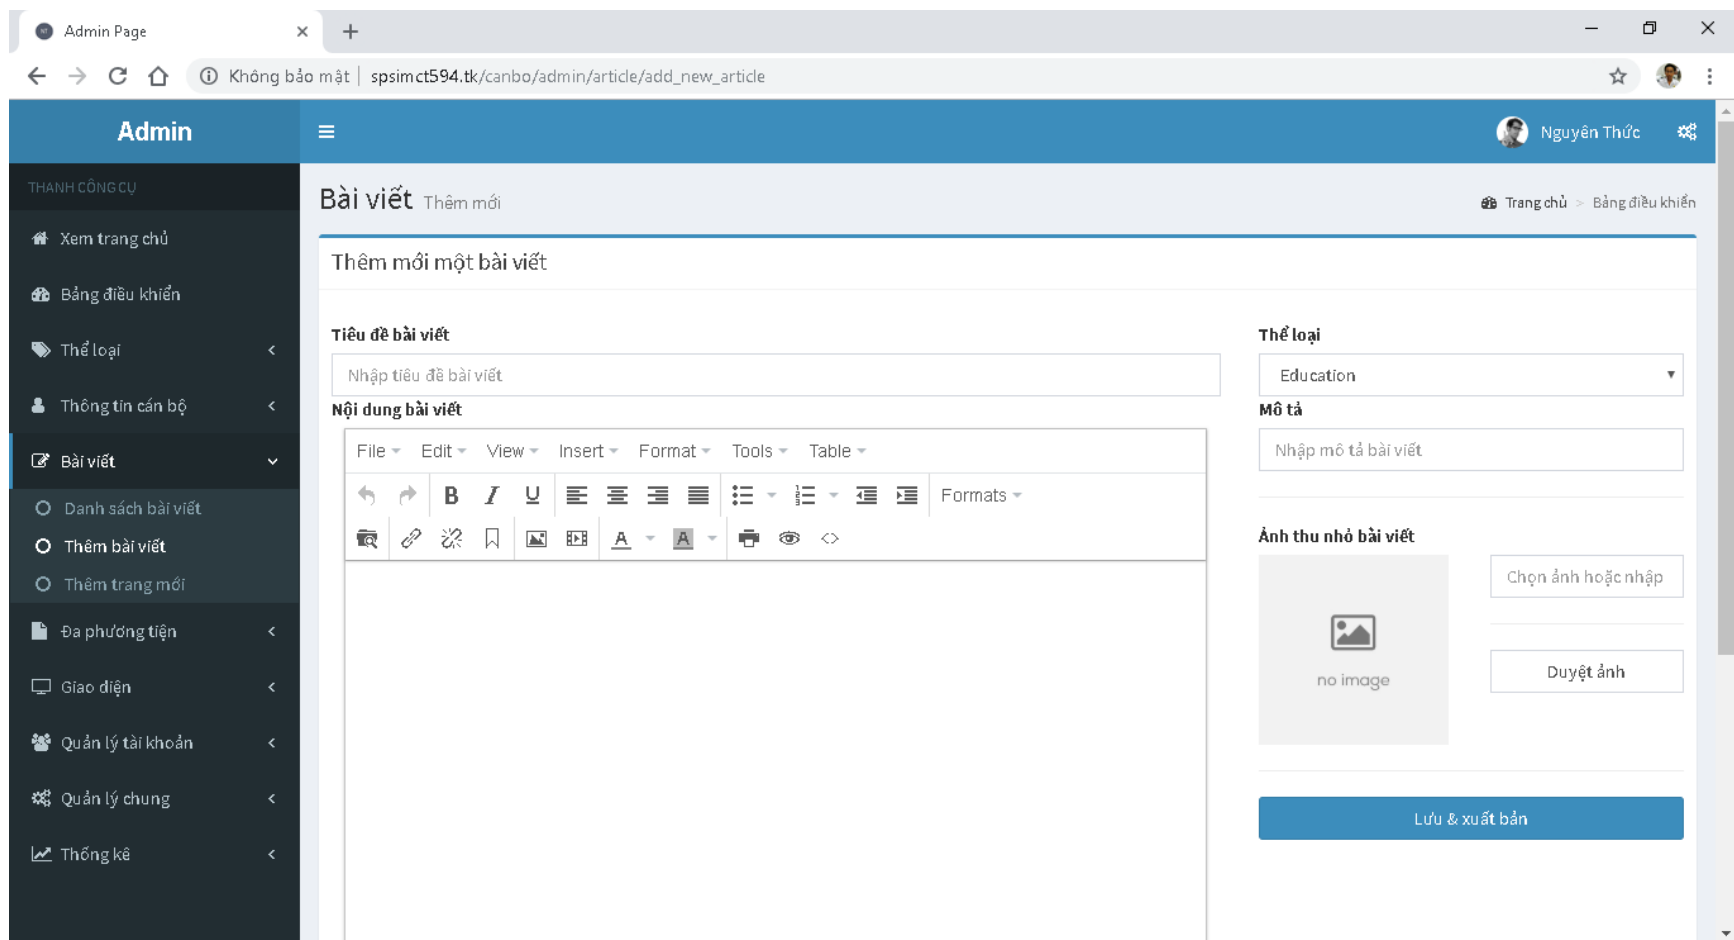 Admin Page
Không bảo mật | spsimct594.tk/canbo/admin/article/add_new_article
Admin
Nguyên Thức
THANH CÔNG CỤ
Bài viết Thêm mới
Trang chủ > Bảng điều khiển
Xem trang chủ
Bảng điều khiển
Thể loại
Thông tin cán bộ
Bài viết
Danh sách bài viết
Thêm bài viết
Thêm trang mới
Đa phương tiện
Giao diện
Quản lý tài khoản
Quản lý chung
Thống kê
Thêm mới một bài viết
Tiêu đề bài viết
Nhập tiêu đề bài viết
Nội dung bài viết
File Edit View Insert Format Tools Table
B I U Formats
A A
Thể loại
Education
Mô tả
Nhập mô tả bài viết
Ảnh thu nhỏ bài viết
no image
Chọn ảnh hoặc nhập
Duyệt ảnh
Lưu & xuất bản